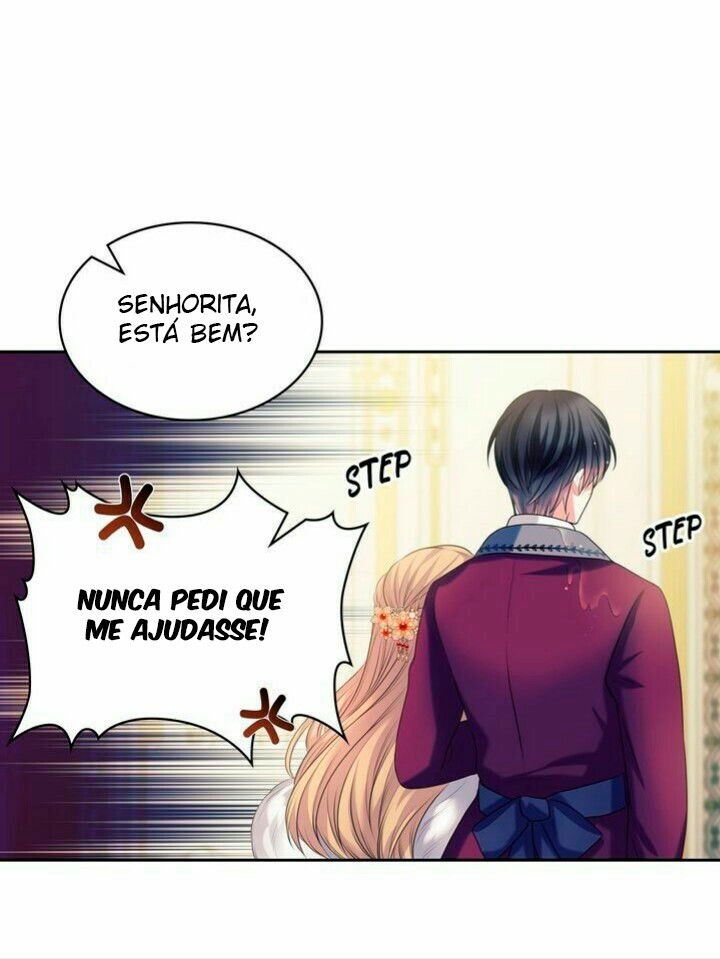 SENHORITA,
ESTÁ BEM?
STEP
STEP
NUNCA PEDI QUE
ME AJUDASSE!